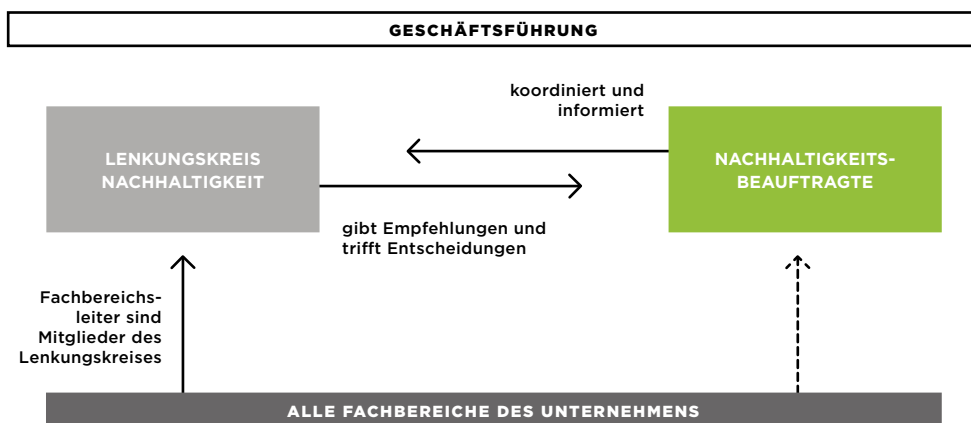 GESCHÄFTSFÜHRUNG
koordiniert und
informiert
LENKUNGSKREIS
NACHHALTIGKEIT
NACHHALTIGKEITS-
BEAUFTRAGTE
gibt Empfehlungen und
trifft Entscheidungen
Fachbereichs-
leiter sind
Mitglieder des
Lenkungskreises
ALLE FACHBEREICHE DES UNTERNEHMENS